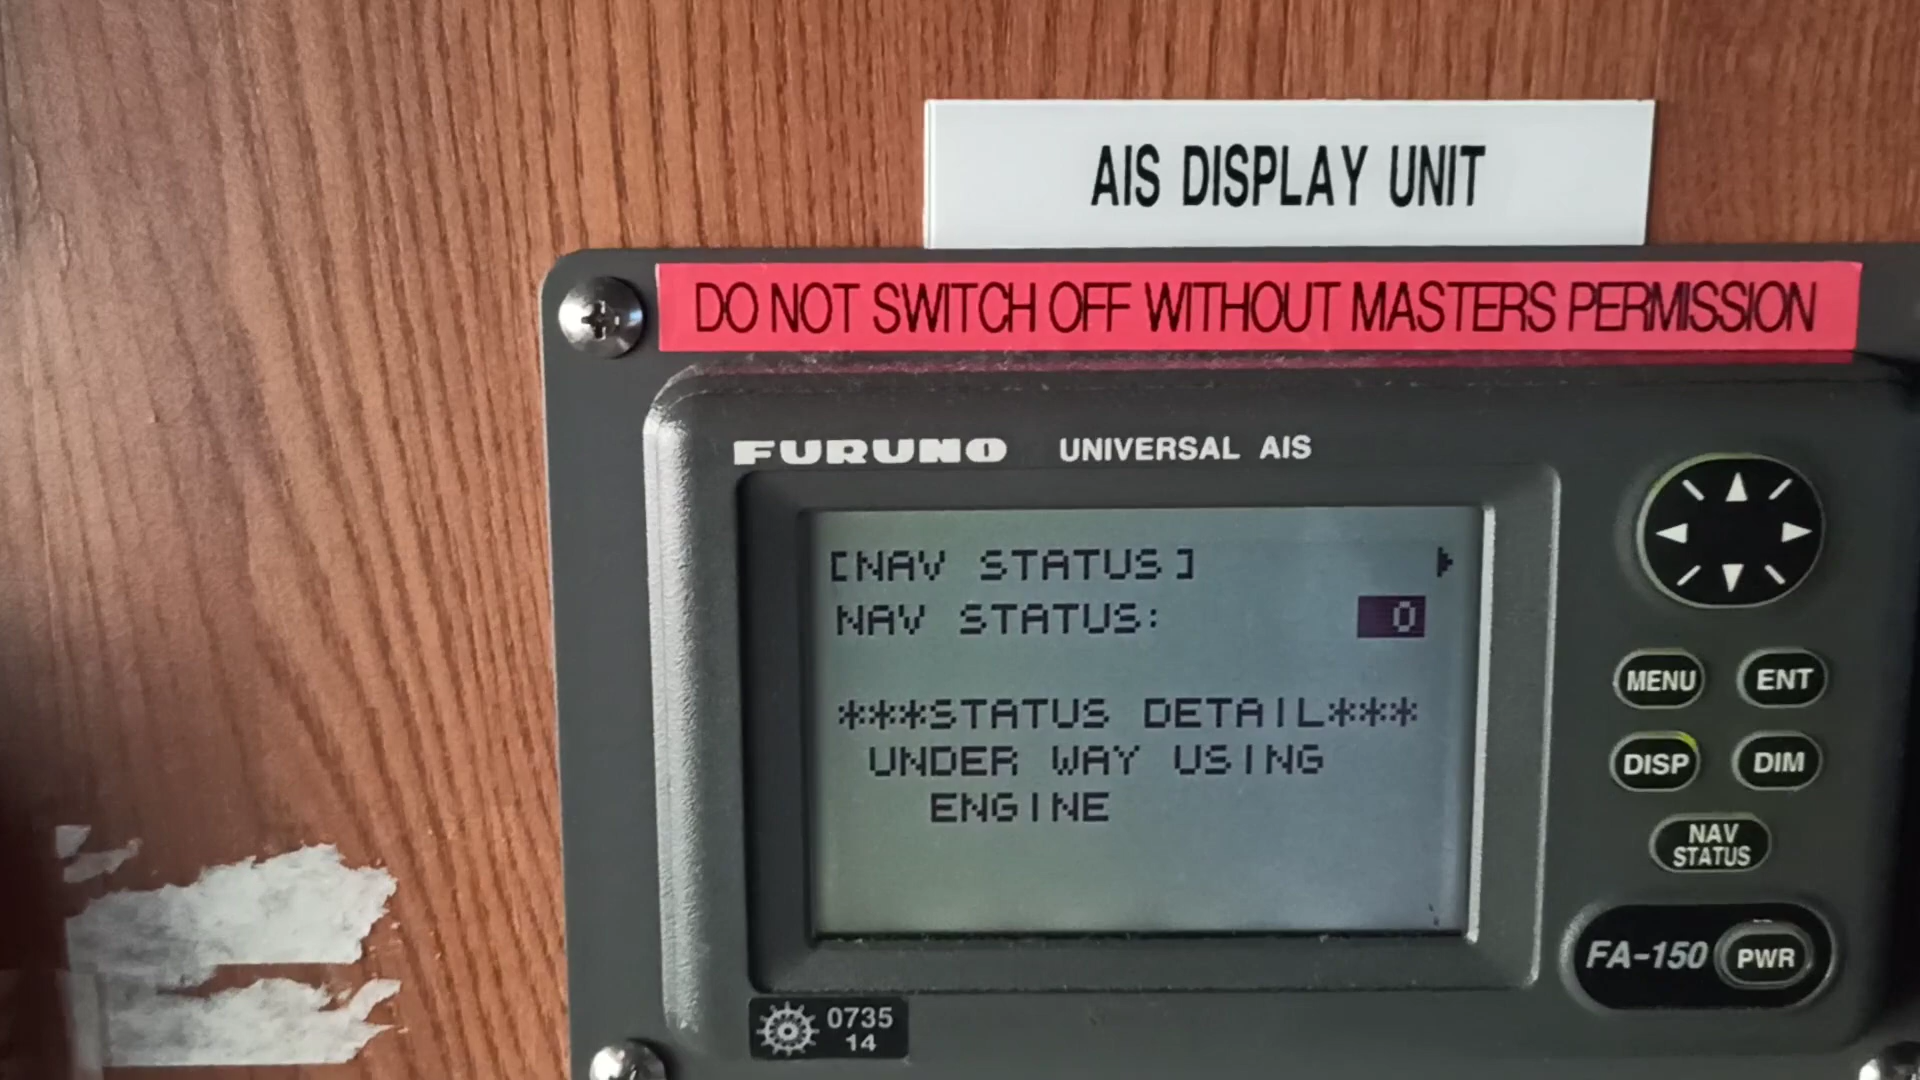 AIS DISPLAY UNIT
DO NOT SWITCH OFF WITHOUT MASTERS PERMISSION
FURUNO UNIVERSAL AIS
[NAV STATUS]
NAV STATUS: 0
***STATUS DETAIL***
UNDER WAY USING
ENGINE
MENU ENT
DISP DIM
NAV
STATUS
FA-150 PWR
0735
14